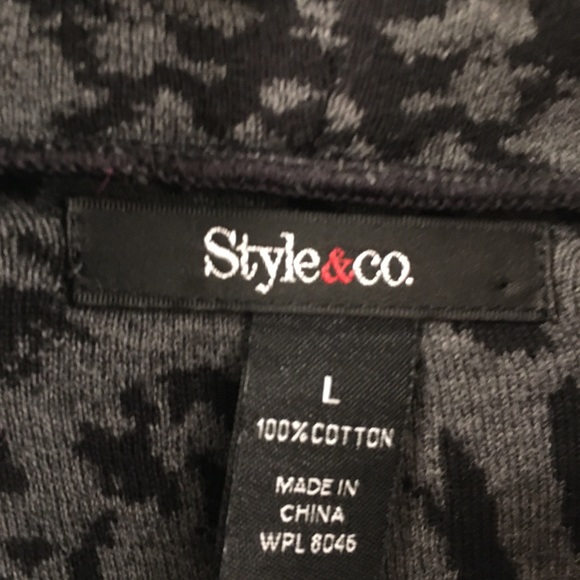 Style&co.
L
100% COTTON
MADE IN
CHINA
WPL 8046